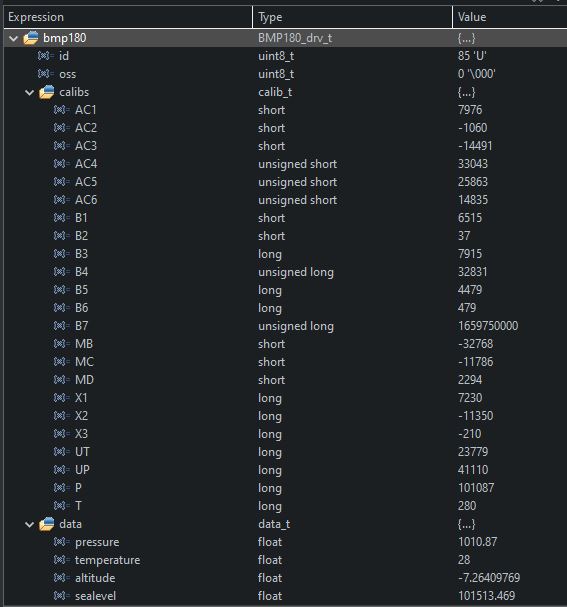 Expression Type Value
bmp180 BMP180_drv_t {...}
id uint8_t 85 'U'
oss uint8_t 0 '\000'
calibs calib_t {...}
AC1 short 7976
AC2 short -1060
AC3 short -14491
AC4 unsigned short 33043
AC5 unsigned short 25863
AC6 unsigned short 14835
B1 short 6515
B2 short 37
B3 long 7915
B4 unsigned long 32831
B5 long 4479
B6 long 479
B7 unsigned long 1659750000
MB short -32768
MC short -11786
MD short 2294
X1 long 7230
X2 long -11350
X3 long -210
UT long 23779
UP long 41110
P long 101087
T long 280
data data_t {...}
pressure float 1010.87
temperature float 28
altitude float -7.26409769
sealevel float 101513.469